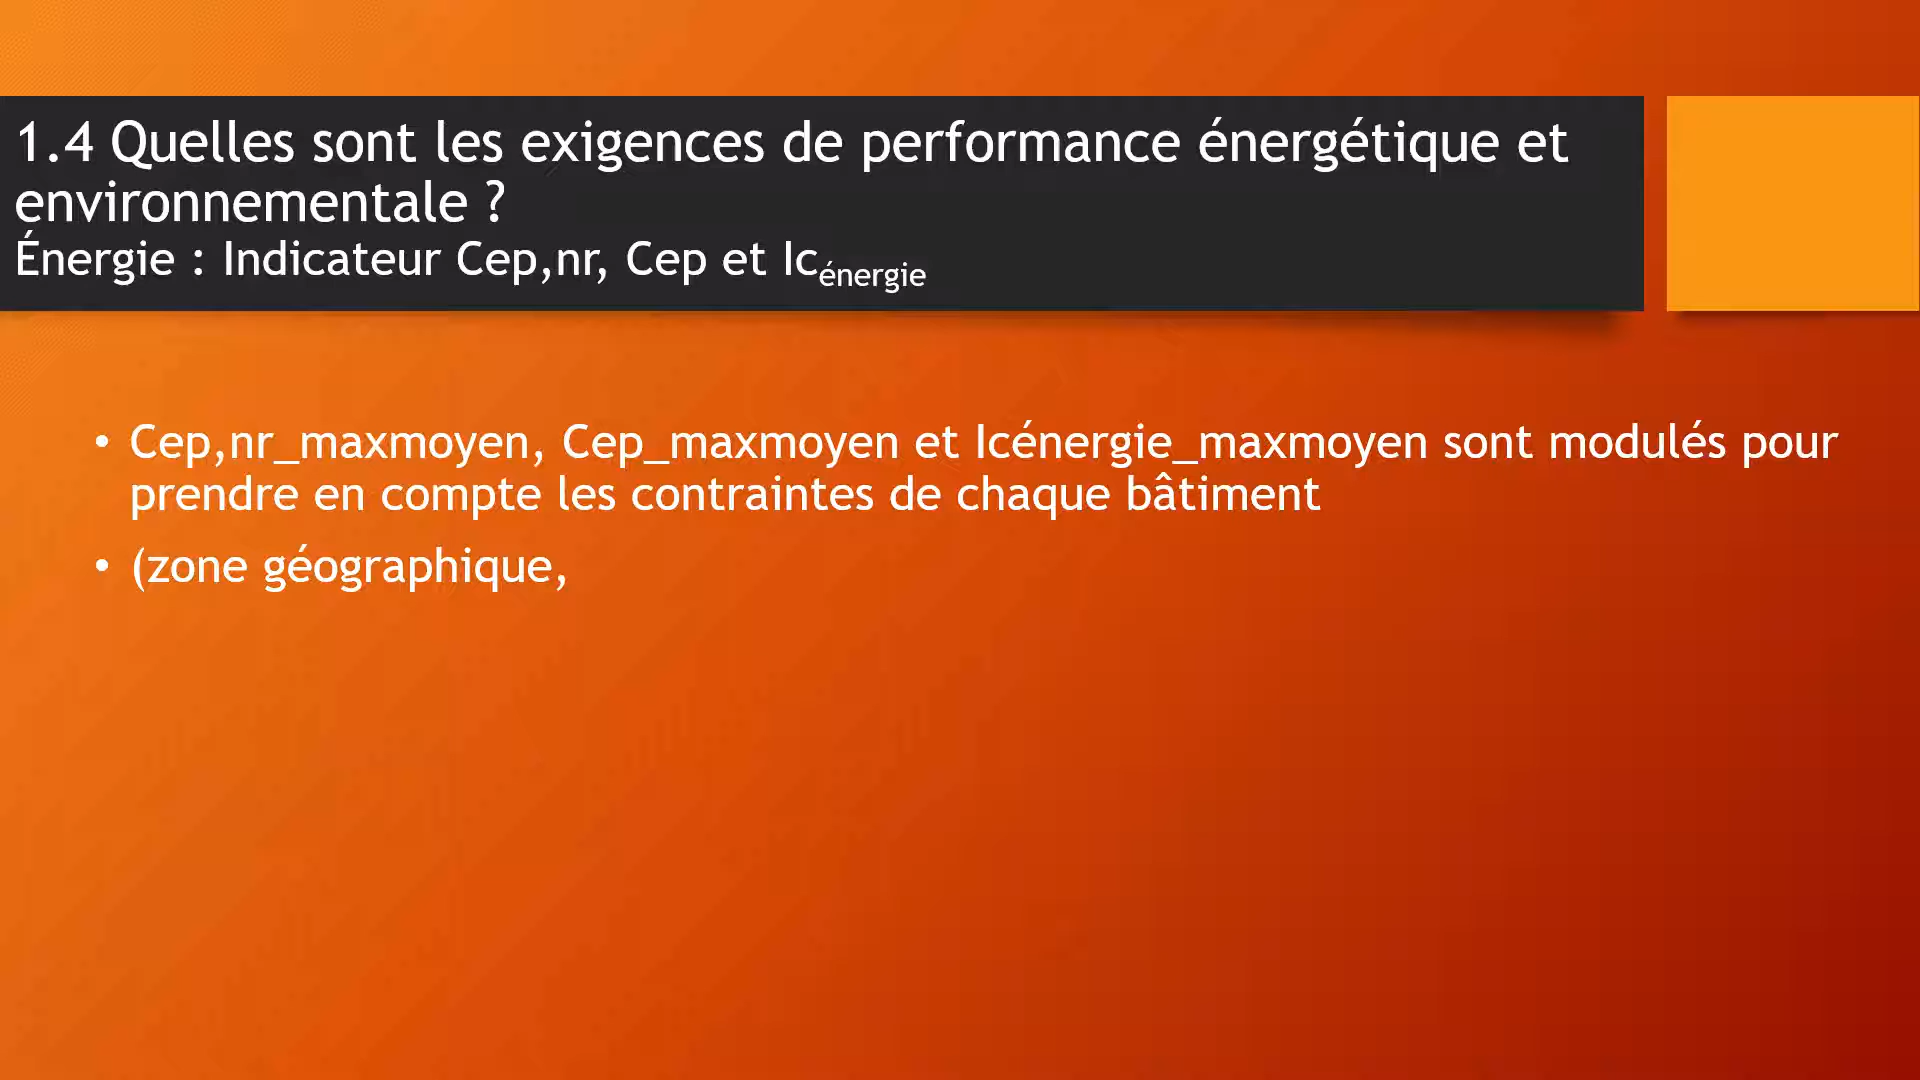 1.4 Quelles sont les exigences de performance énergétique et
environnementale ?
Énergie : Indicateur Cep,nr, Cep et Icénergie
• Cep,nr_maxmoyen, Cep_maxmoyen et Icénergie_maxmoyen sont modulés pour
prendre en compte les contraintes de chaque bâtiment
• (zone géographique,